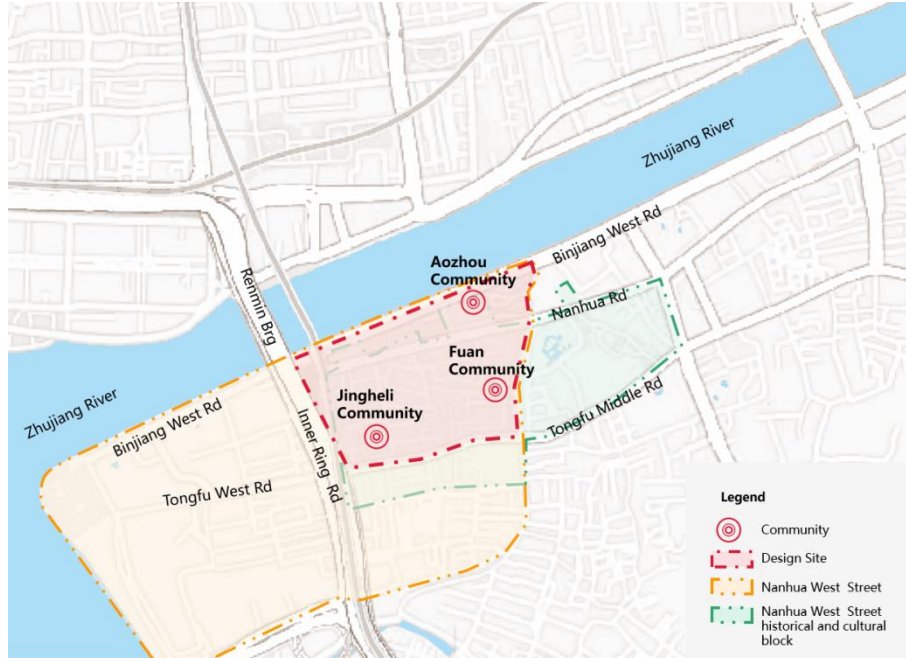 Zhujiang River
Binjiang West Rd
Aozhou
Community
Renmin Brg
Nanhua Rd
Fuan
Community
Jingheli
Community
Zhujiang River
Binjiang West Rd
Inner Ring Rd
Tongfu Middle Rd
Tongfu West Rd
Legend
Community
Design Site
Nanhua West Street
Nanhua West Street
historical and cultural
block